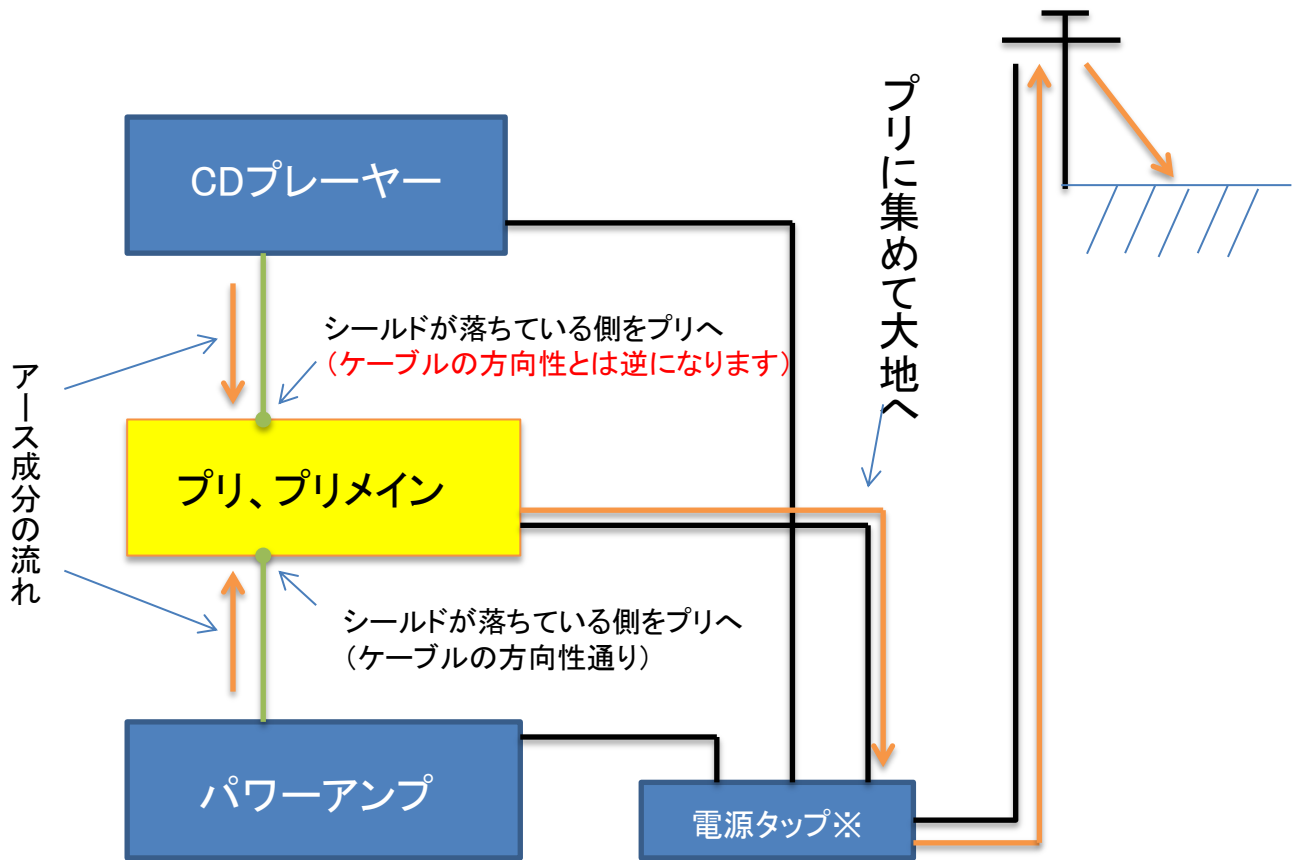 CDプレーヤー
プリに集めて大地へ
シールドが落ちている側をプリへ
（ケーブルの方向性とは逆になります）
アース成分の流れ
プリ、プリメイン
シールドが落ちている側をプリへ
（ケーブルの方向性通り）
パワーアンプ
電源タップ※